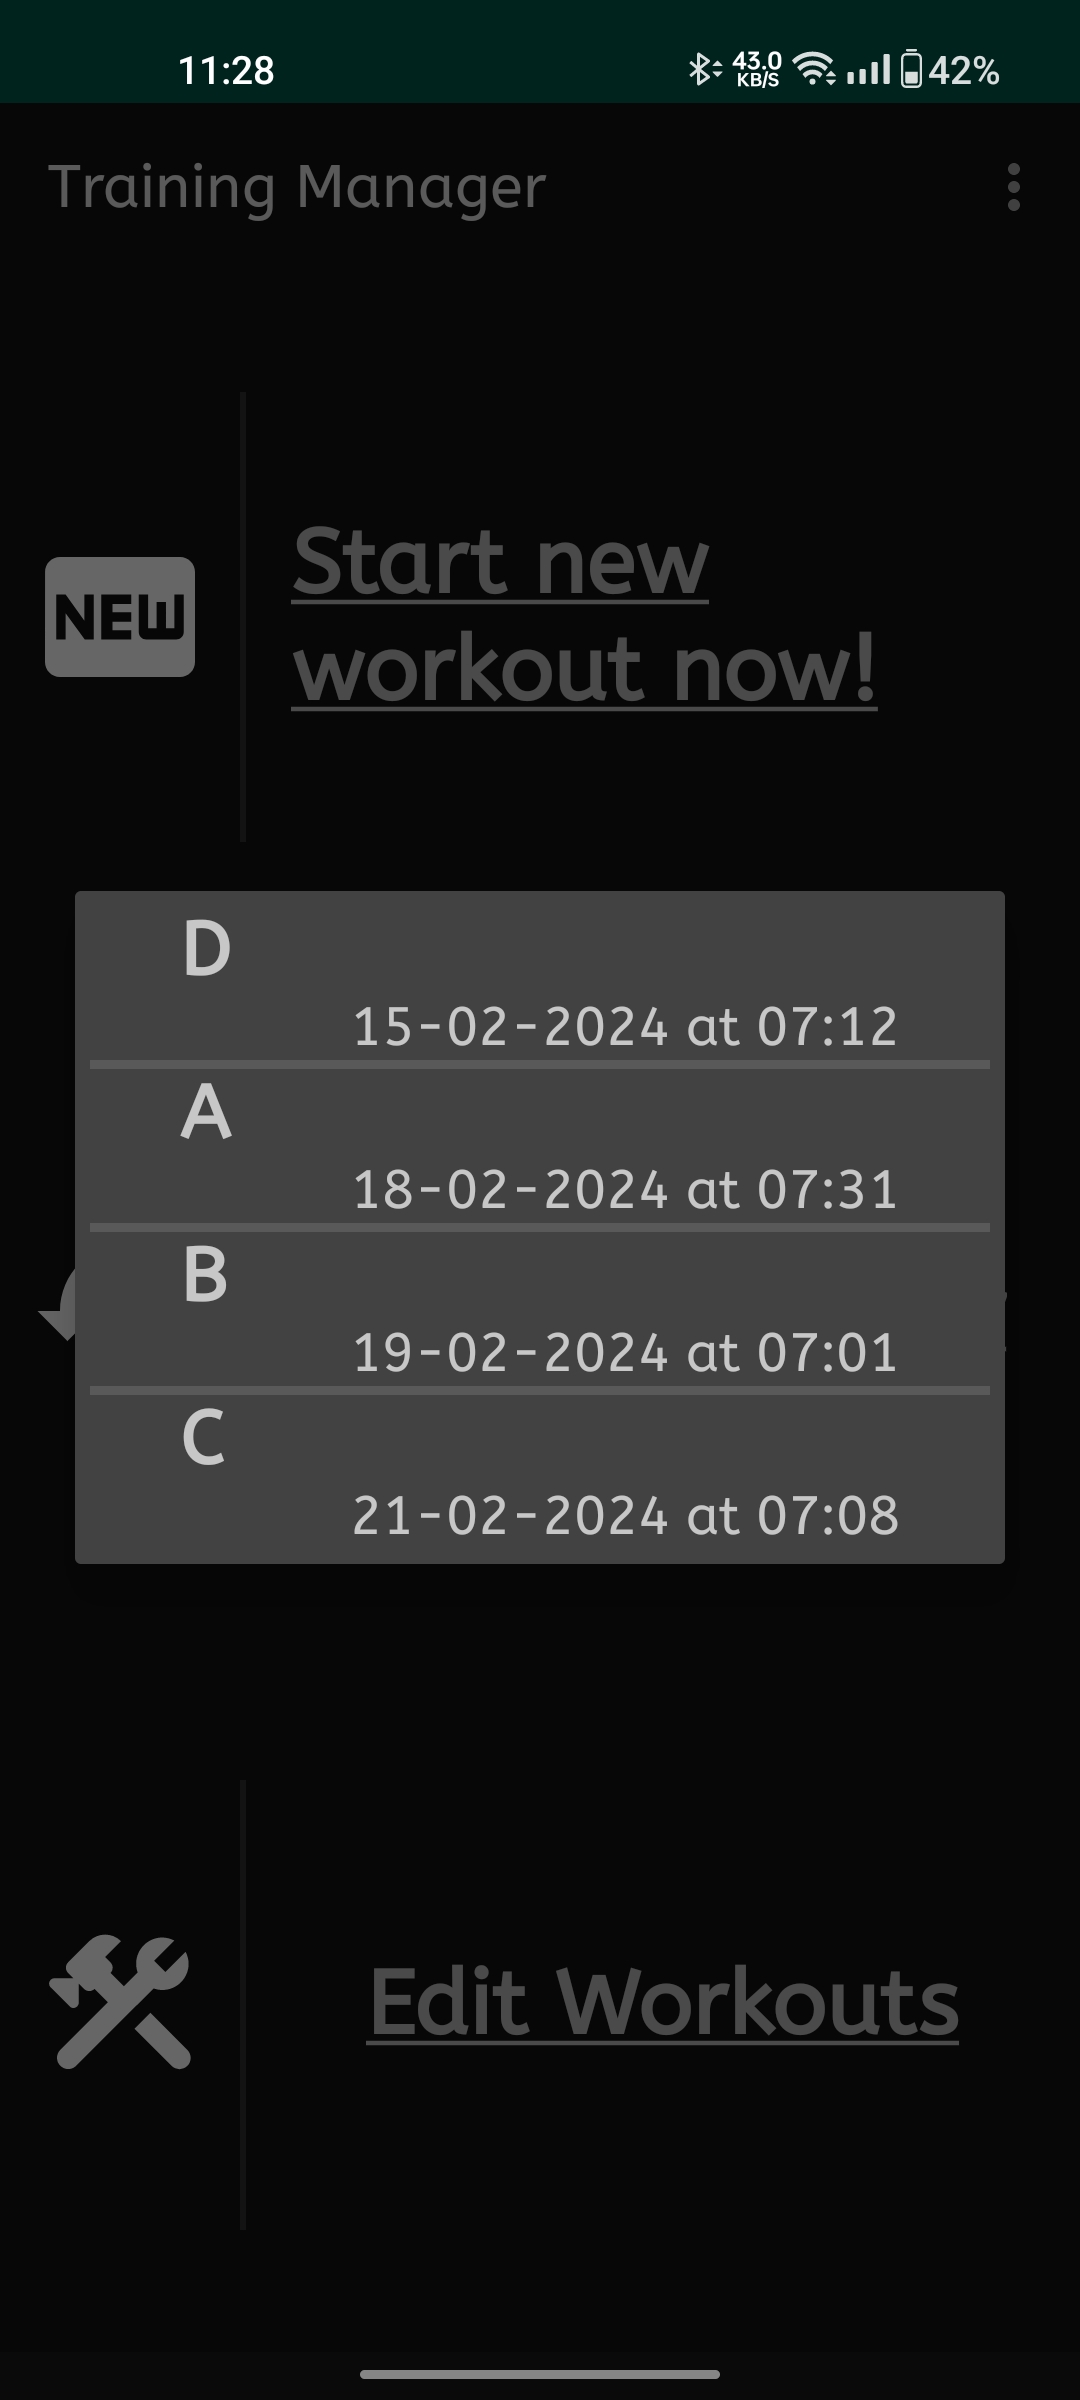 11:28
43.0
KB/S
42%
Training Manager
NEW
Start new
workout now!
D
15-02-2024 at 07:12
A
18-02-2024 at 07:31
B
19-02-2024 at 07:01
C
21-02-2024 at 07:08
Edit Workouts